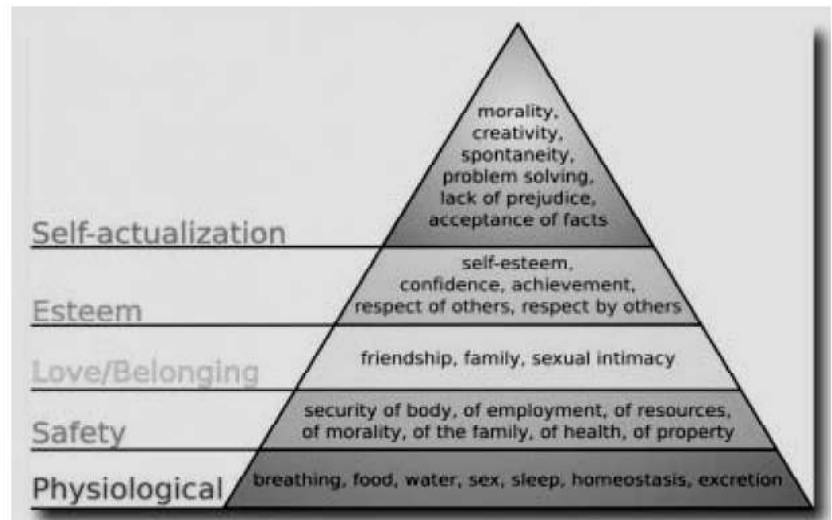 morality,
creativity,
spontaneity,
problem solving,
lack of prejudice,
acceptance of facts
Self-actualization
self-esteem,
confidence, achievement,
respect of others, respect by others
Esteem
friendship, family, sexual intimacy
Love/Belonging
security of body, of employment, of resources,
of morality, of the family, of health, of property
Safety
breathing, food, water, sex, sleep, homeostasis, excretion
Physiological